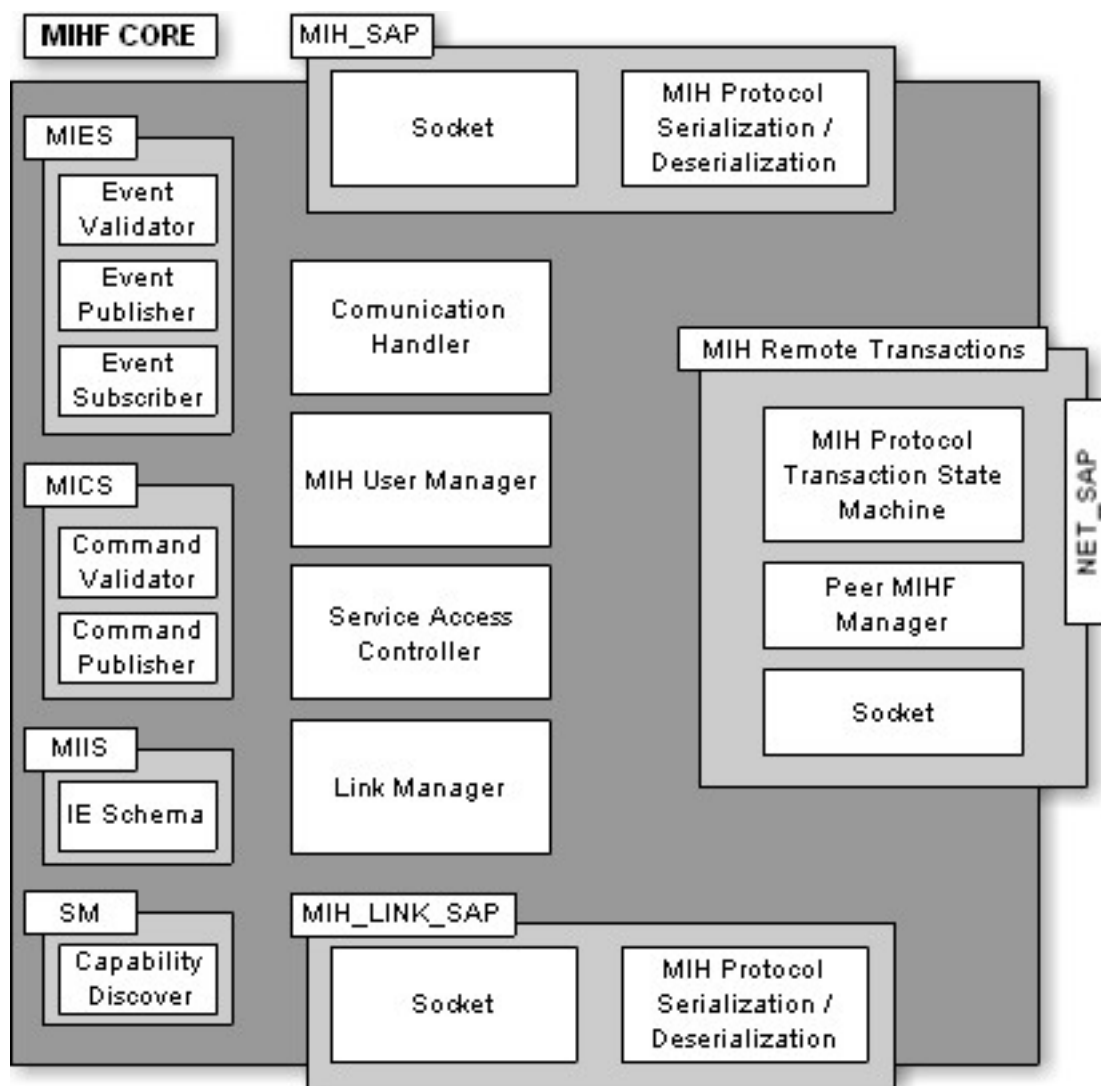 MIHF CORE
MIH_SAP
Socket
MIH Protocol
Serialization /
Deserialization
MIES
Event
Validator
Event
Publisher
Event
Subscriber
MICS
Command
Validator
Command
Publisher
MIIS
IE Schema
SM
Capability
Discover
Comunication
Handler
MIH User Manager
Service Access
Controller
Link Manager
MIH Remote Transactions
MIH Protocol
Transaction State
Machine
Peer MIHF
Manager
Socket
NET_SAP
MIH_LINK_SAP
Socket
MIH Protocol
Serialization /
Deserialization